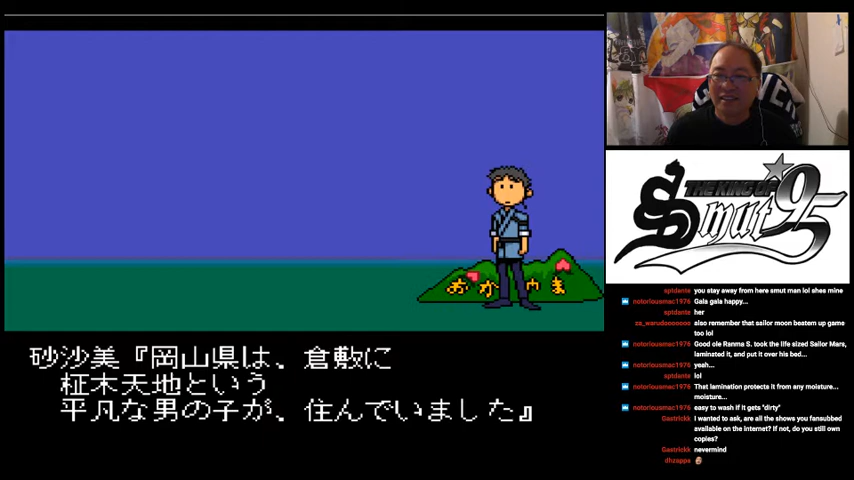 おかやま
砂沙美『岡山県は、倉敷に
柾木天地という
平凡な男の子が、住んでいました』
THE KING OF
Smut 95
sptdante you stay away from here smut man lol shes mine
notoriousmac1976 Gala gala happy...
sptdante her
za_warudooooooo also remember that sailor moon beatem up game
too lol
notoriousmac1976 Good ole Ranma S. took the life sized Sailor Mars,
laminated it, and put it over his bed...
notoriousmac1976 yeah...
sptdante lol
notoriousmac1976 That lamination protects it from any moisture...
moisture...
notoriousmac1976 easy to wash if it gets "dirty"
Gastrickk I wanted to ask, are all the shows you fansubbed
available on the internet? If not, do you still own
copies?
Gastrickk nevermind
dhzappa